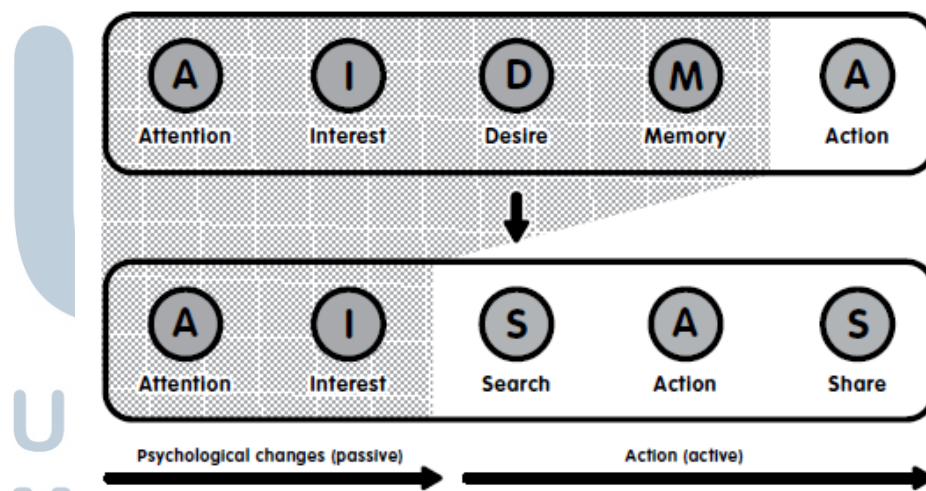 A I D M A
Attention Interest Desire Memory Action
A I S A S
Attention Interest Search Action Share
Psychological changes (passive) Action (active)
U